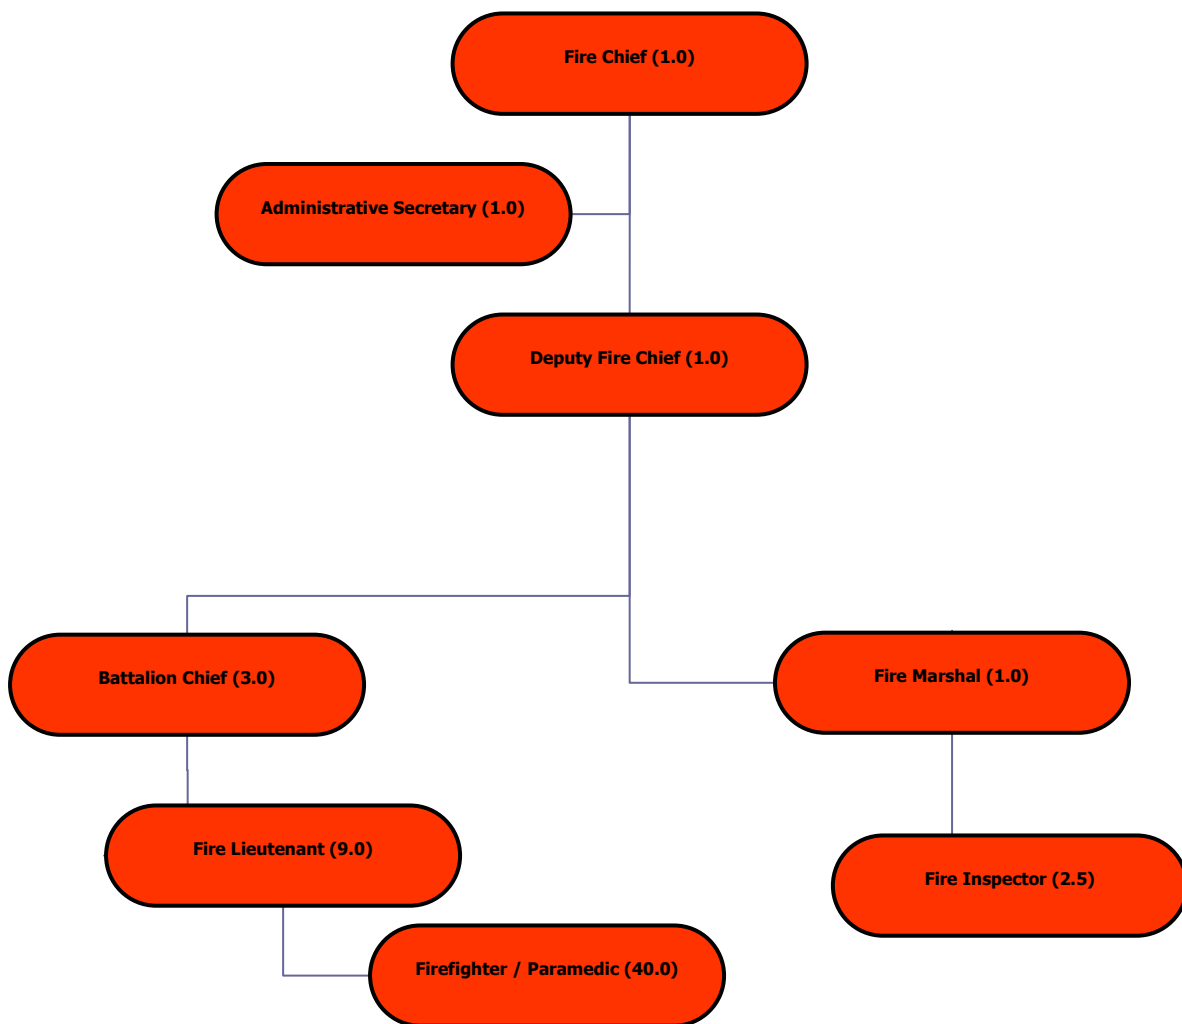 Fire Chief (1.0)
Administrative Secretary (1.0)
Deputy Fire Chief (1.0)
Battalion Chief (3.0)
Fire Marshal (1.0)
Fire Lieutenant (9.0)
Fire Inspector (2.5)
Firefighter / Paramedic (40.0)